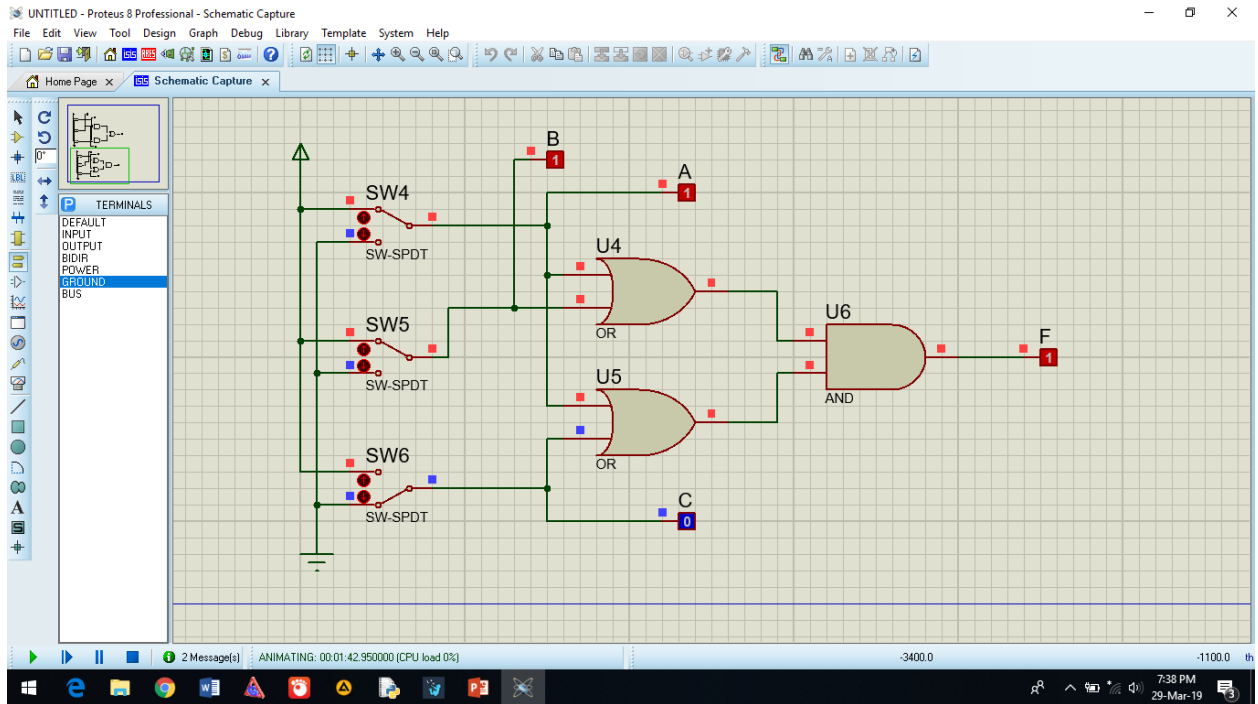 UNTITLED - Proteus 8 Professional - Schematic Capture
File Edit View Tool Design Graph Debug Library Template System Help
Home Page x
ISIS Schematic Capture x
0°
P TERMINALS
DEFAULT
INPUT
OUTPUT
BIDIR
POWER
GROUND
BUS
B
1
A
1
SW4
SW-SPDT
U4
OR
SW5
SW-SPDT
U6
AND
F
1
U5
OR
SW6
SW-SPDT
C
0
2 Message(s)
ANIMATING: 00:01:42.950000 (CPU load 0%)
-3400.0
-1100.0 th
7:38 PM
29-Mar-19
3